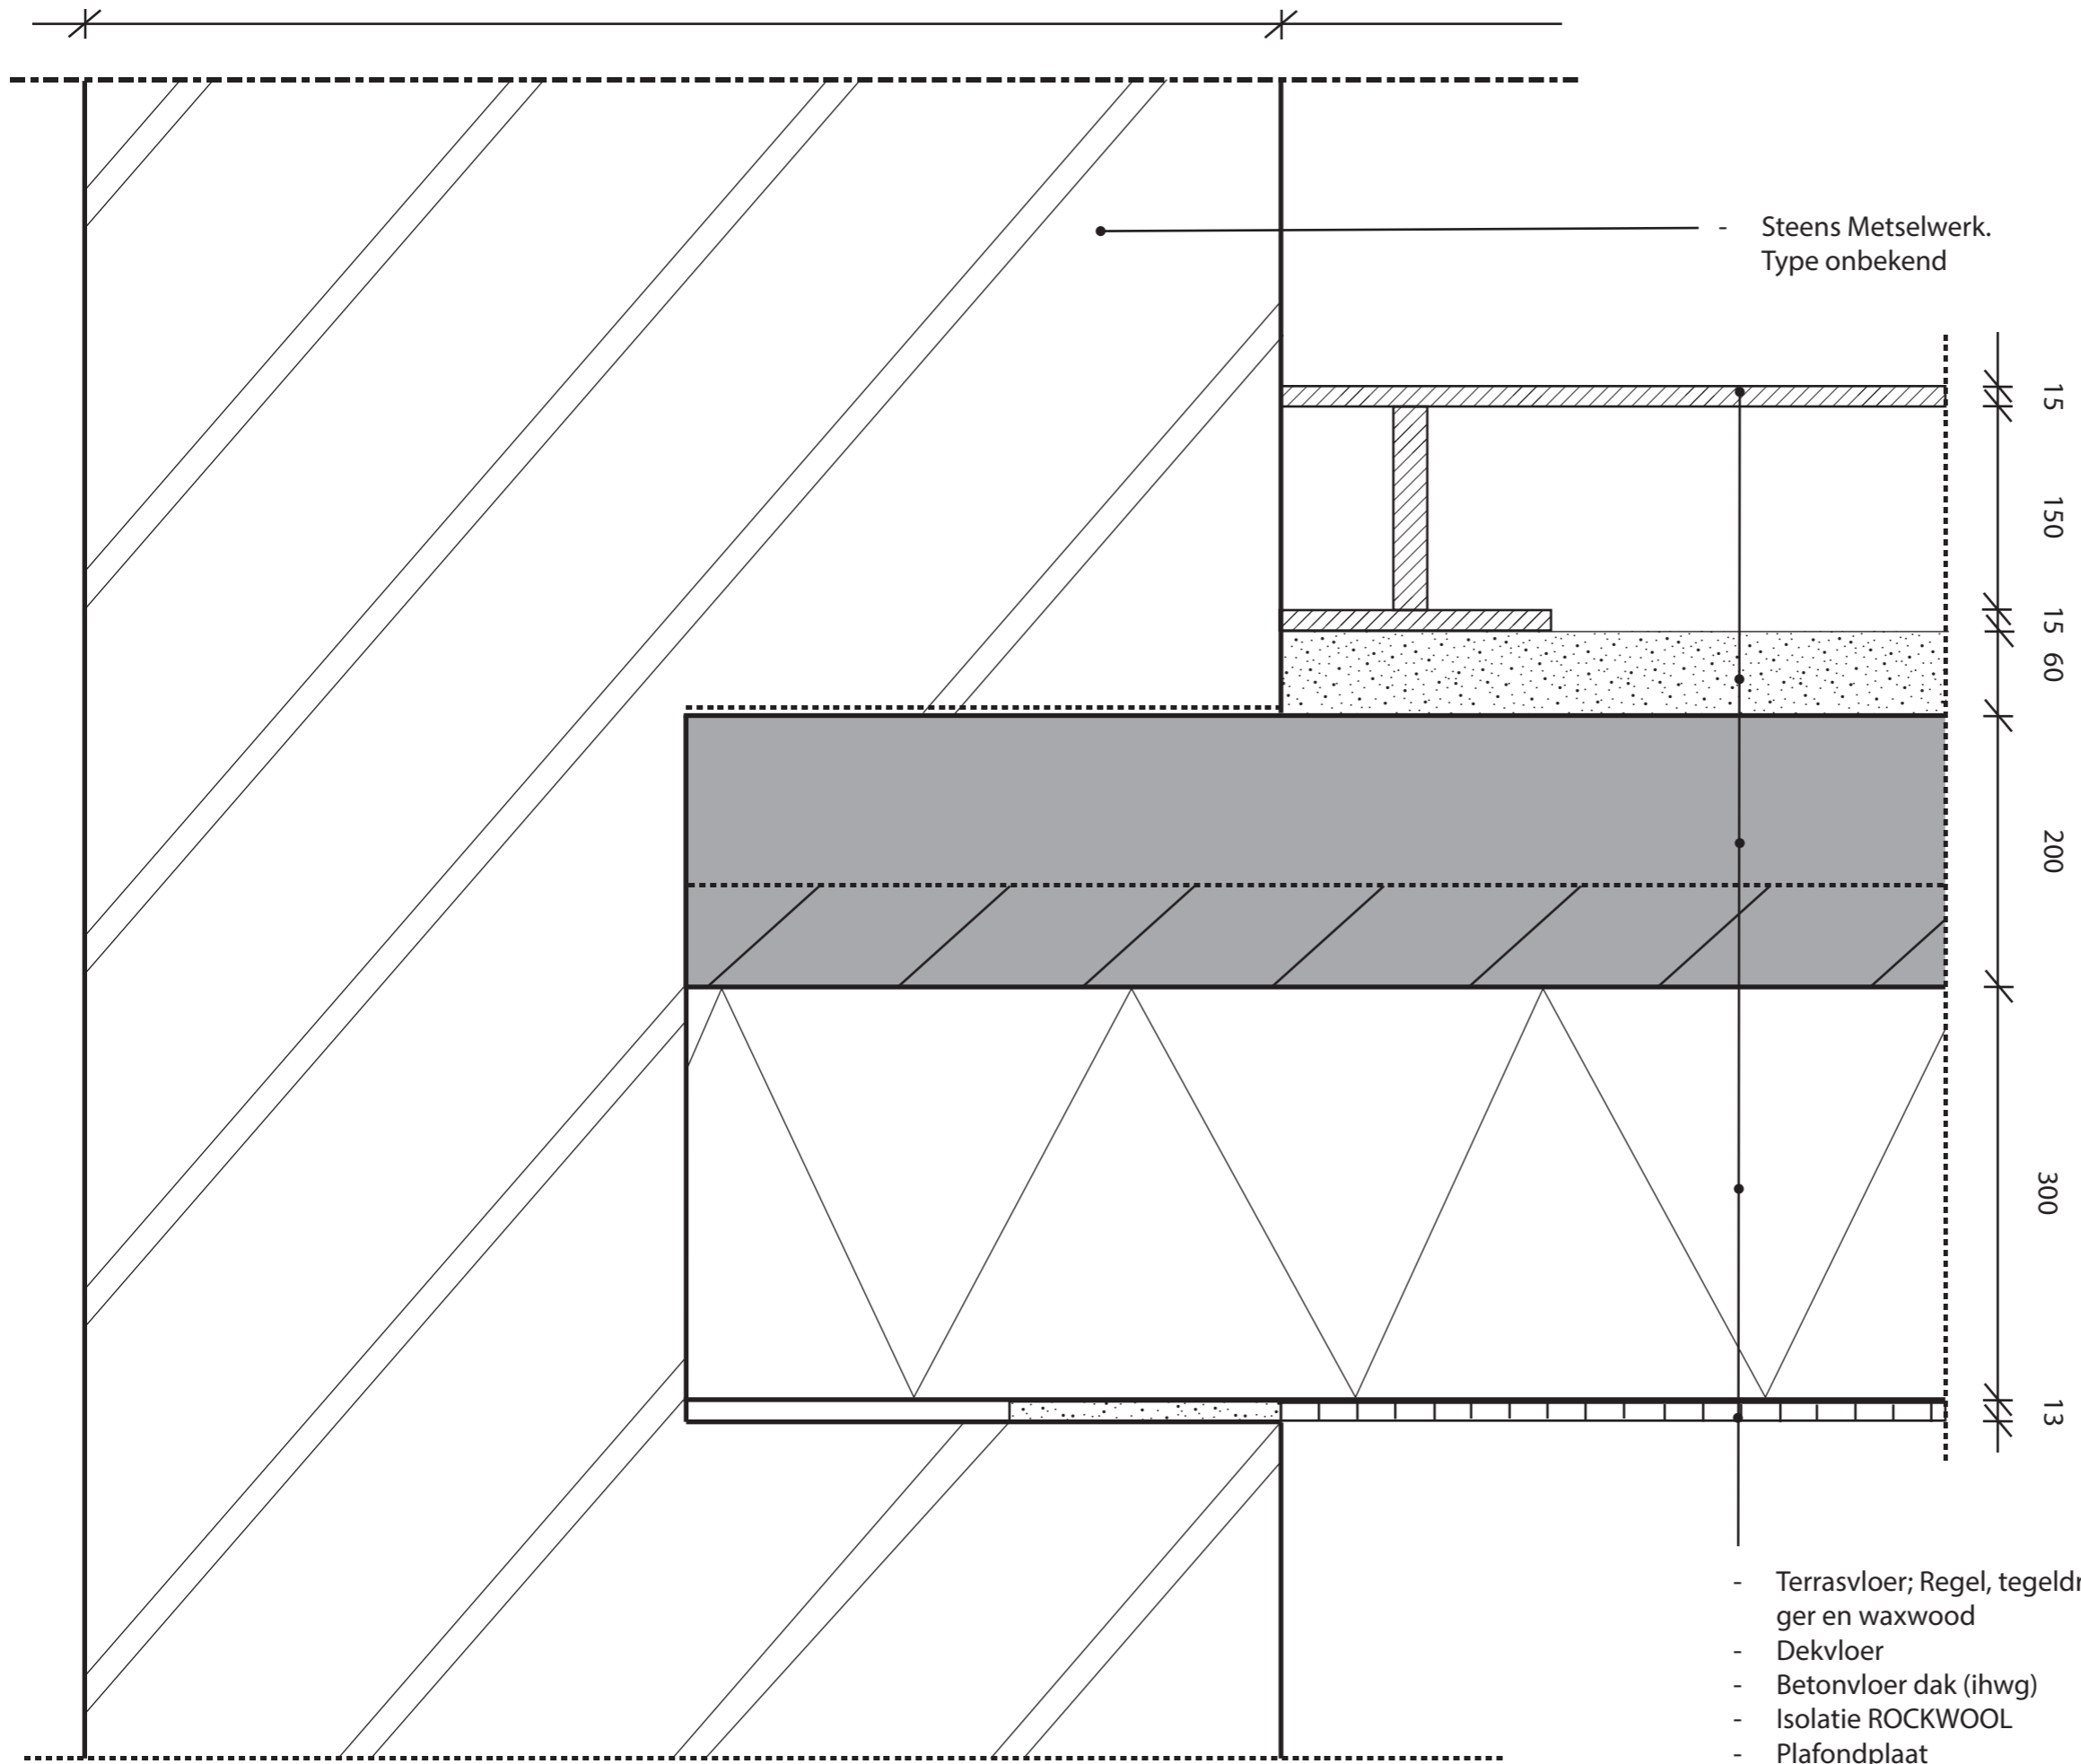 - Steens Metselwerk.
Type onbekend
15
150
15
60
200
300
13
- Terrasvloer; Regel, tegeldr
ger en waxwood
- Dekvloer
- Betonvloer dak (ihwg)
- Isolatie ROCKWOOL
- Plafondplaat